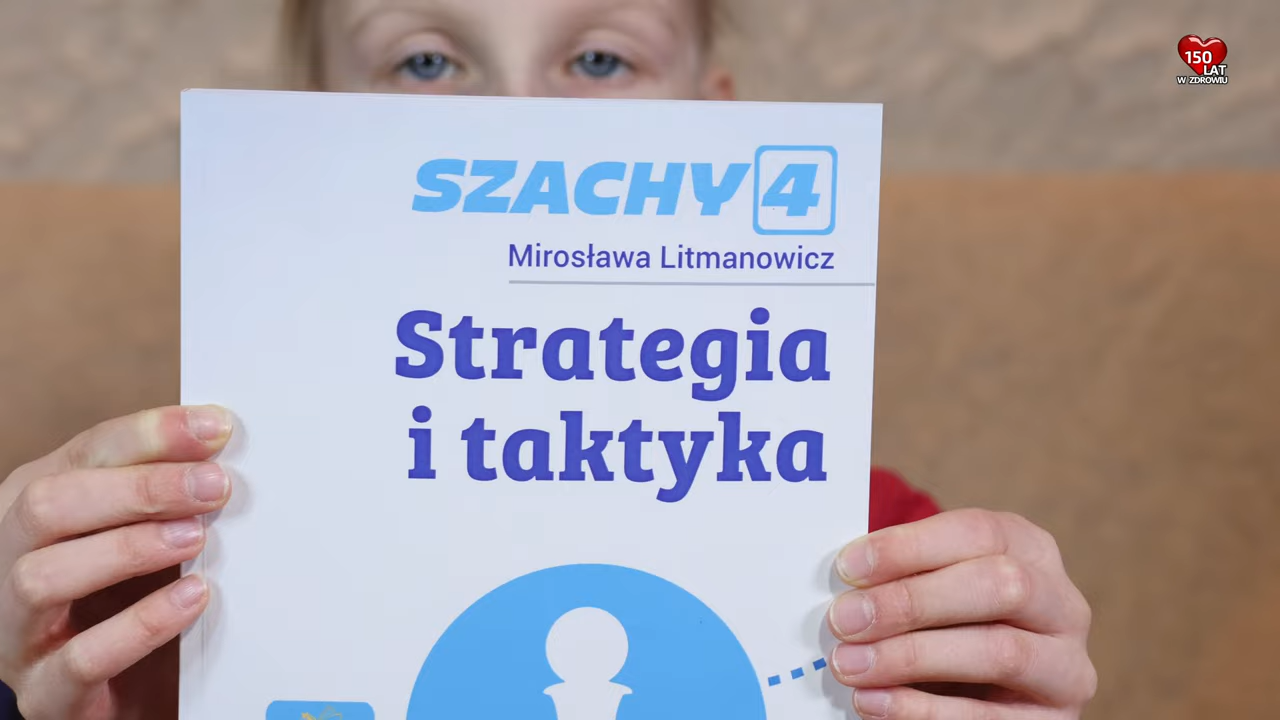 150
LAT
W ZDROWIU
SZACHY 4
Mirosława Litmanowicz
Strategia
i taktyka